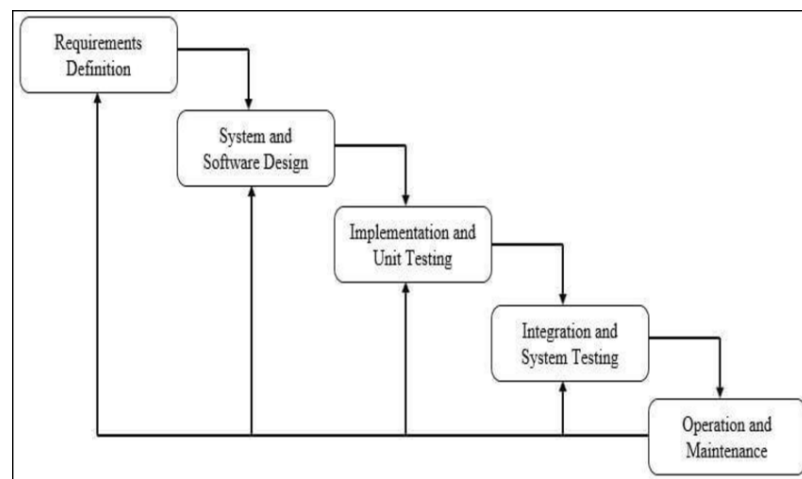 Requirements
Definition
System and
Software Design
Implementation and
Unit Testing
Integration and
System Testing
Operation and
Maintenance